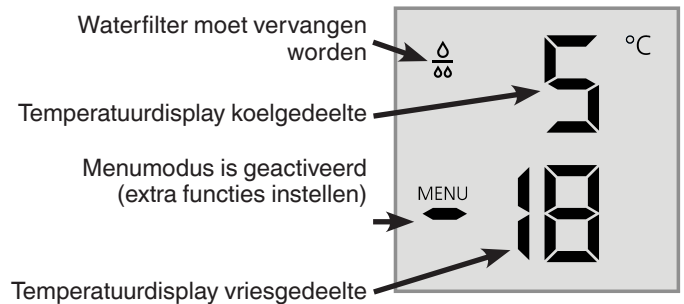 Waterfilter moet vervangen
worden
°C
5
Temperatuurdisplay koelgedeelte
Menumodus is geactiveerd
(extra functies instellen)
MENU
-18
Temperatuurdisplay vriesgedeelte